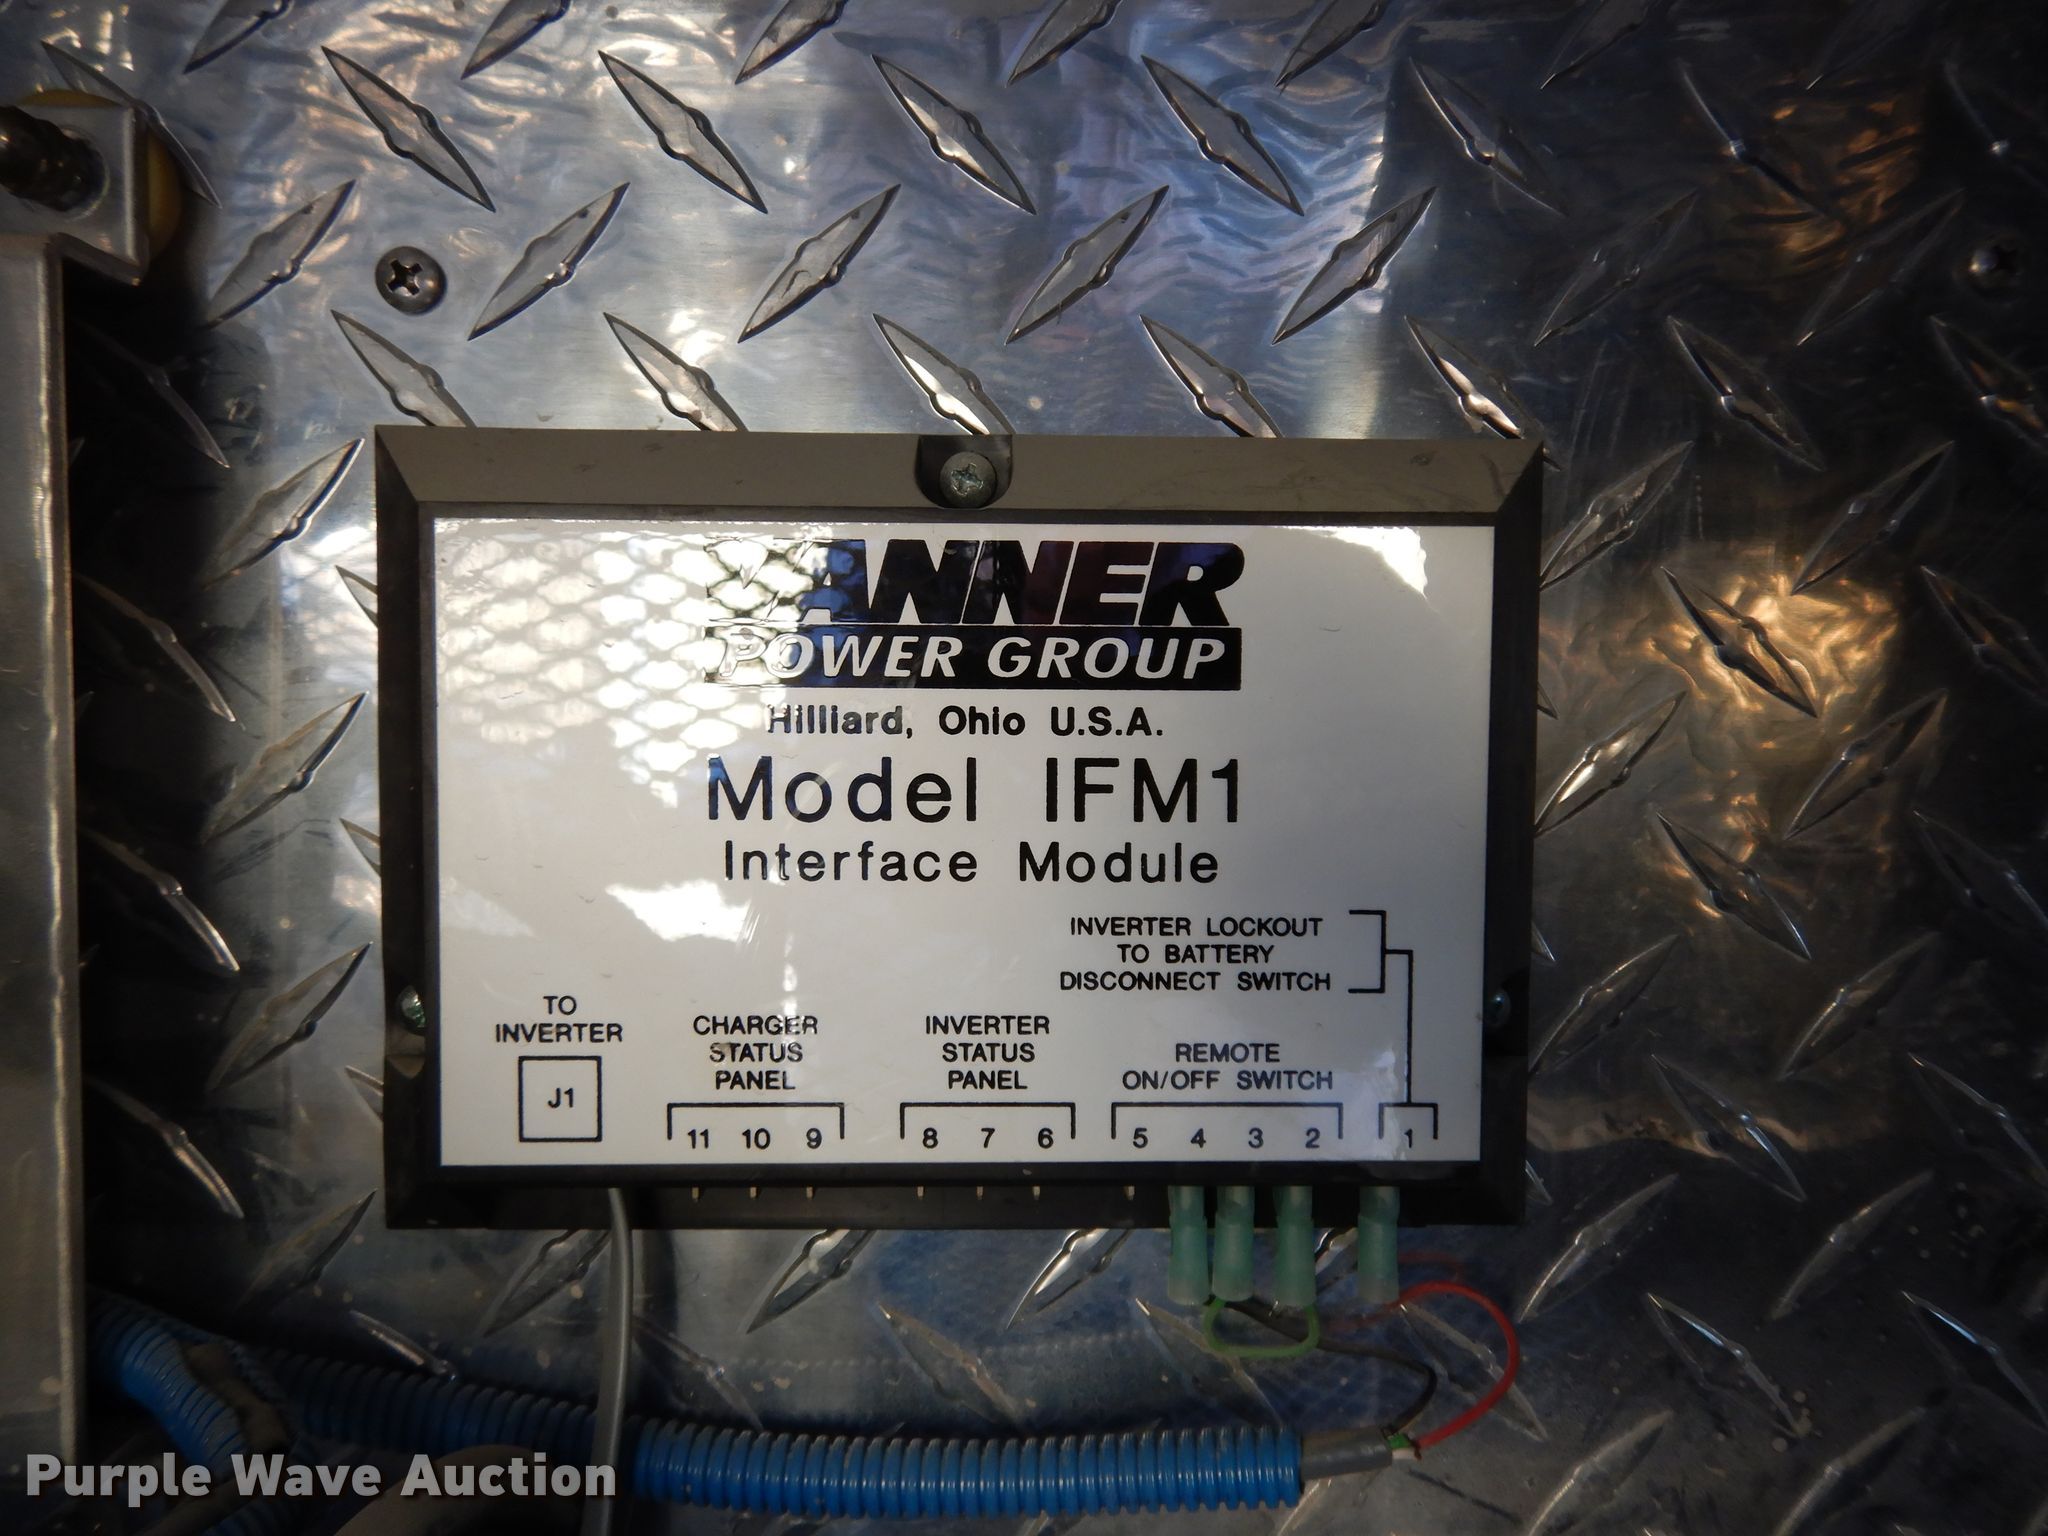 VANNER
POWER GROUP
Hilliard, Ohio U.S.A.
Model IFM1
Interface Module
INVERTER LOCKOUT
TO BATTERY
DISCONNECT SWITCH
TO
INVERTER
J1
CHARGER
STATUS
PANEL
11 10 9
INVERTER
STATUS
PANEL
8 7 6
REMOTE
ON/OFF SWITCH
5 4 3 2
1
Purple Wave Auction